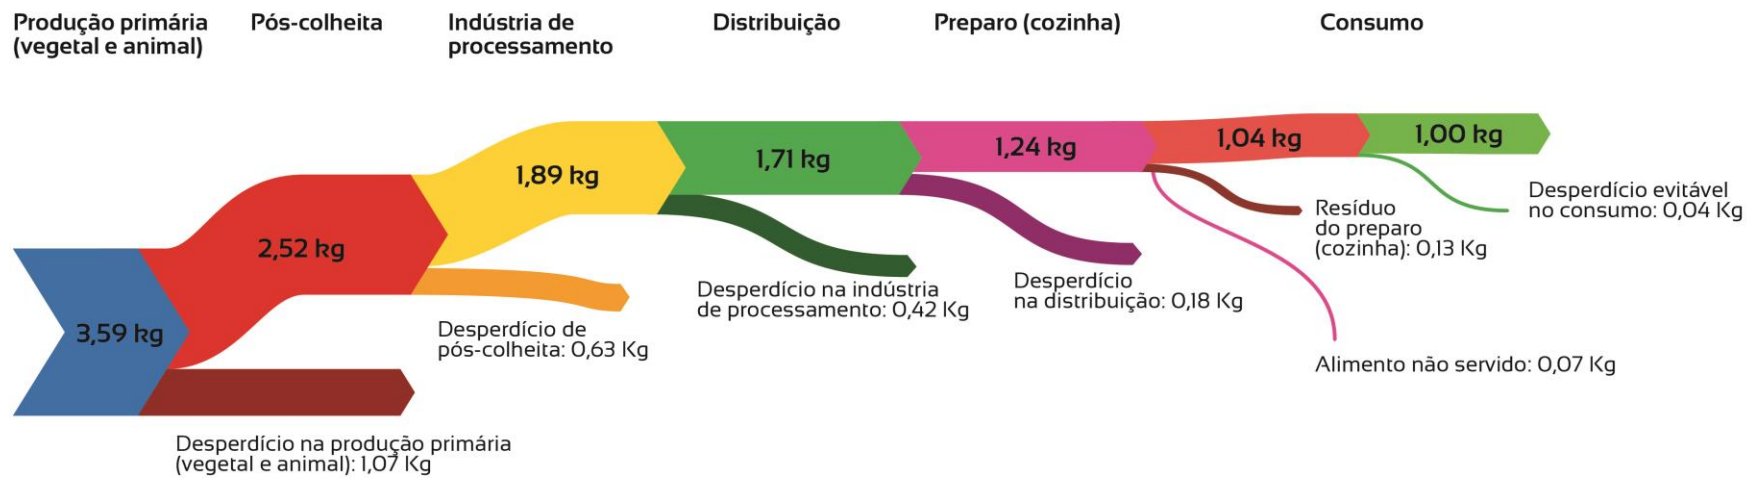 Produção primária
(vegetal e animal)
Pós-colheita
Indústria de
processamento
Distribuição
Preparo (cozinha)
Consumo
3,59 kg
2,52 kg
1,89 kg
1,71 kg
1,24 kg
1,04 kg
1,00 kg
Desperdício na produção primária
(vegetal e animal): 1,07 Kg
Desperdício de
pós-colheita: 0,63 Kg
Desperdício na indústria
de processamento: 0,42 Kg
Desperdício
na distribuição: 0,18 Kg
Resíduo
do preparo
(cozinha): 0,13 Kg
Alimento não servido: 0,07 Kg
Desperdício evitável
no consumo: 0,04 Kg